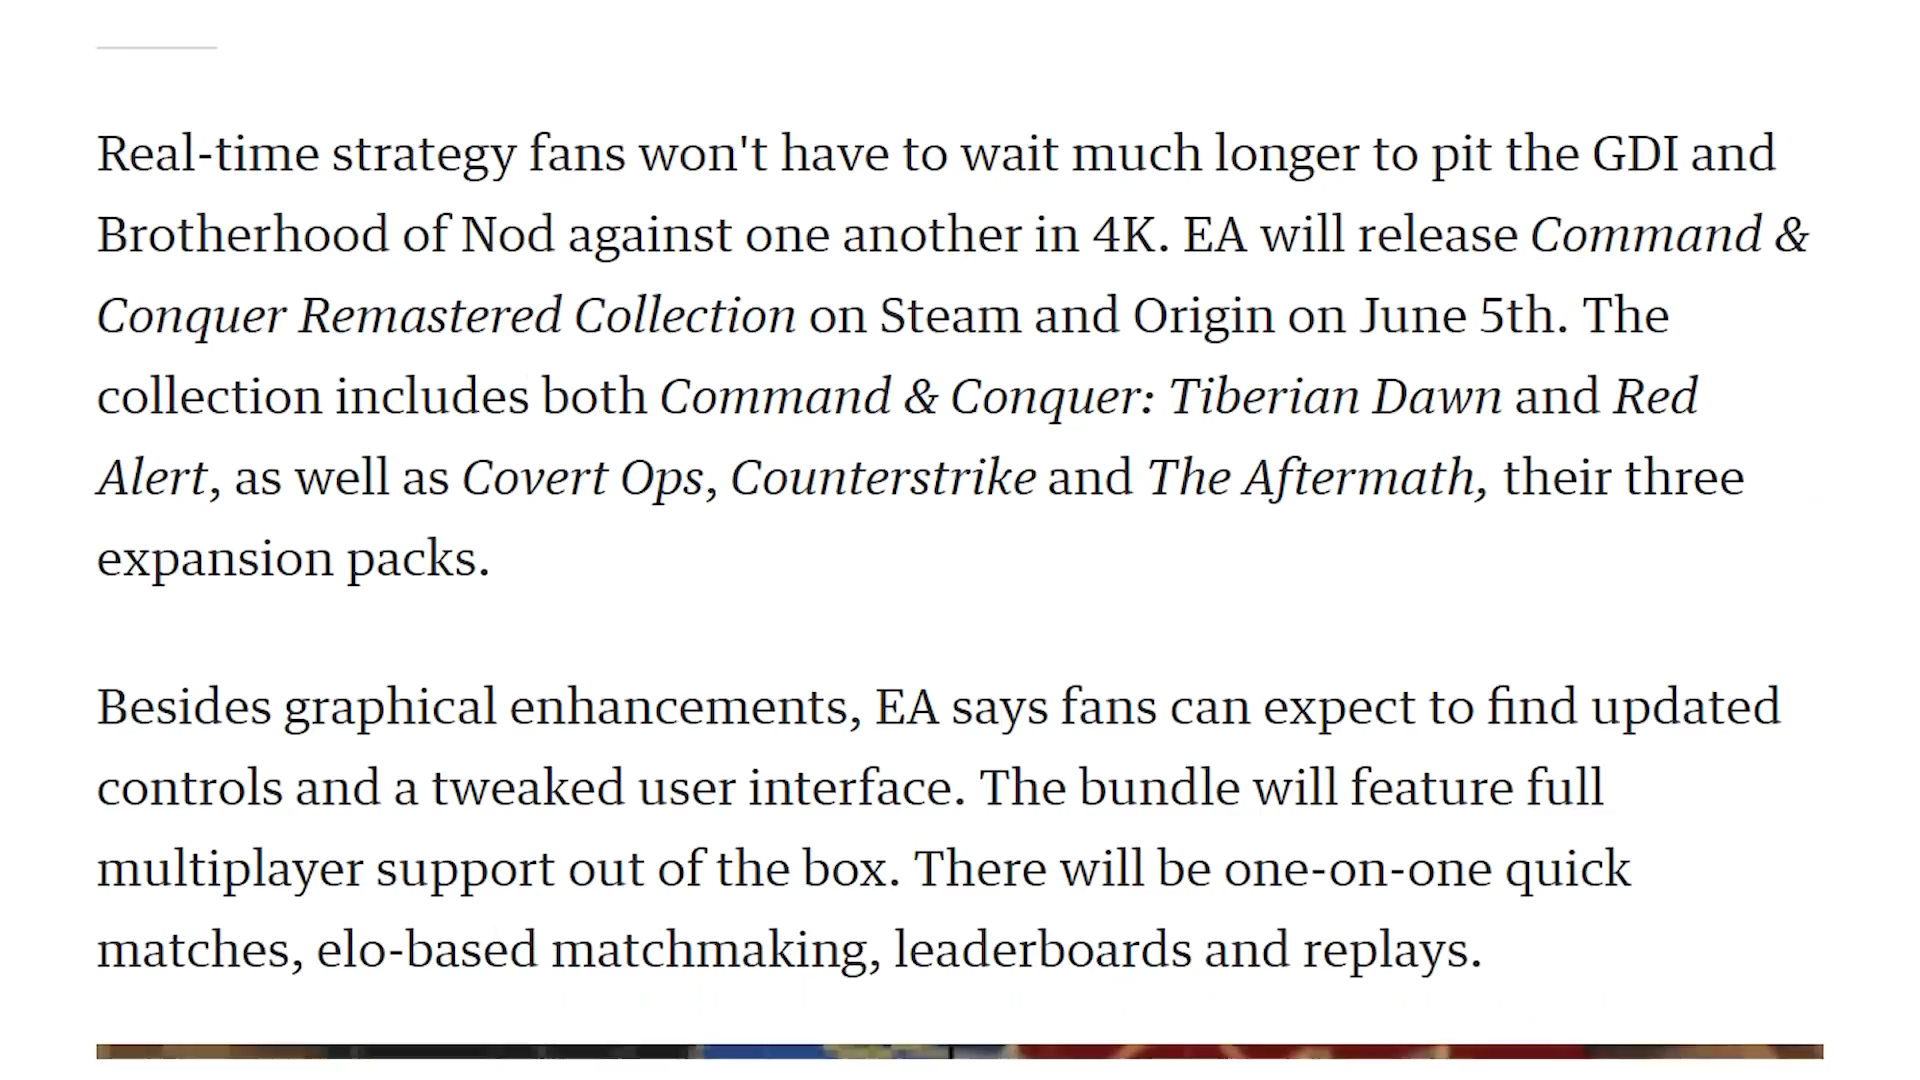 Real-time strategy fans won't have to wait much longer to pit the GDI and
Brotherhood of Nod against one another in 4K. EA will release Command &
Conquer Remastered Collection on Steam and Origin on June 5th. The
collection includes both Command & Conquer: Tiberian Dawn and Red
Alert, as well as Covert Ops, Counterstrike and The Aftermath, their three
expansion packs.
Besides graphical enhancements, EA says fans can expect to find updated
controls and a tweaked user interface. The bundle will feature full
multiplayer support out of the box. There will be one-on-one quick
matches, elo-based matchmaking, leaderboards and replays.